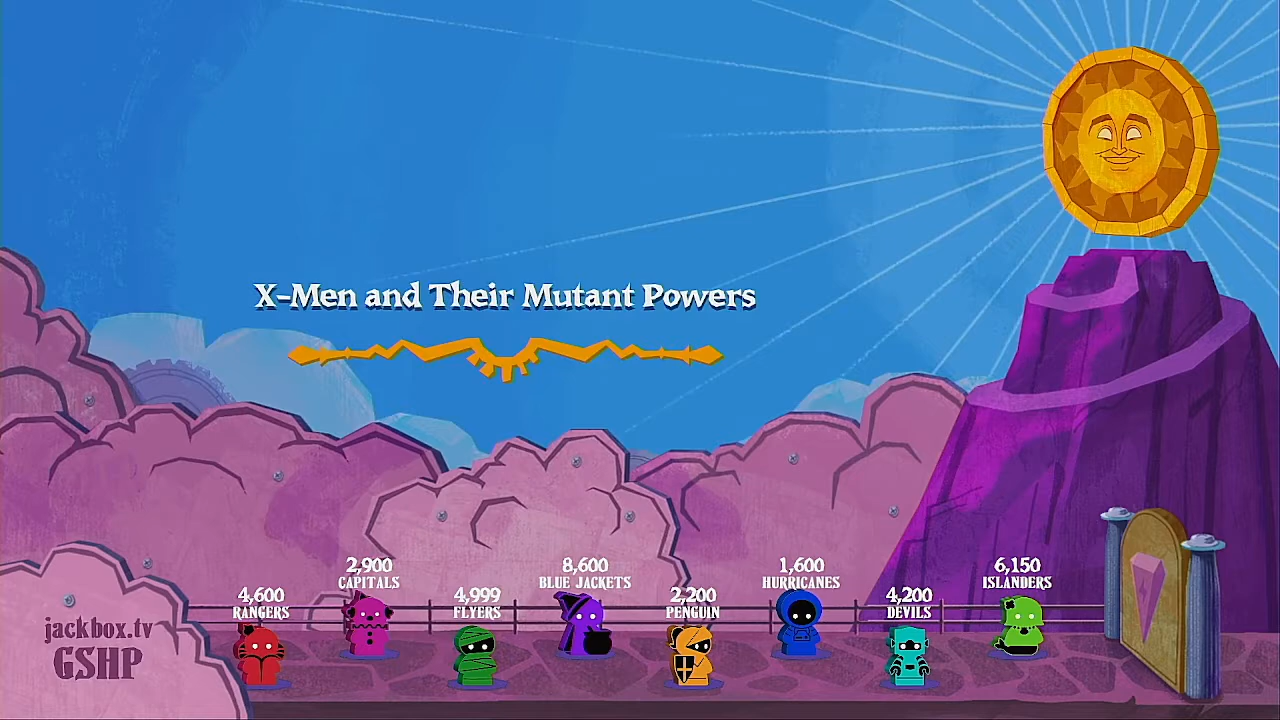 X-Men and Their Mutant Powers
2,900
CAPITALS
8,600
BLUE JACKETS
1,600
HURRICANES
6,150
ISLANDERS
4,600
RANGERS
4,999
FLYERS
2,200
PENGUIN
4,200
DEVILS
jackbox.tv
GSHP